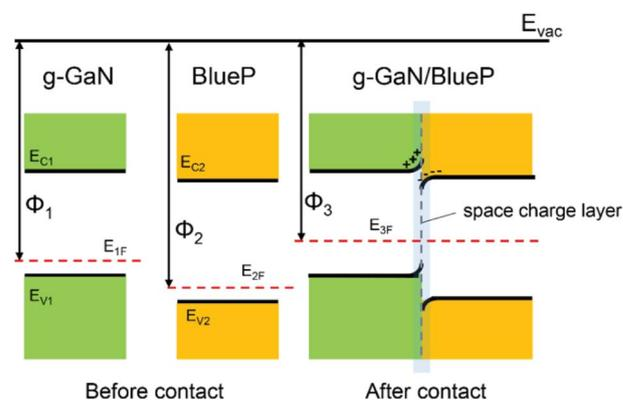 E_vac
g-GaN
BlueP
g-GaN/BlueP
E_C1
E_C2
+++
---
Φ_1
Φ_2
Φ_3
E_3F
space charge layer
E_1F
E_2F
E_V1
E_V2
Before contact
After contact